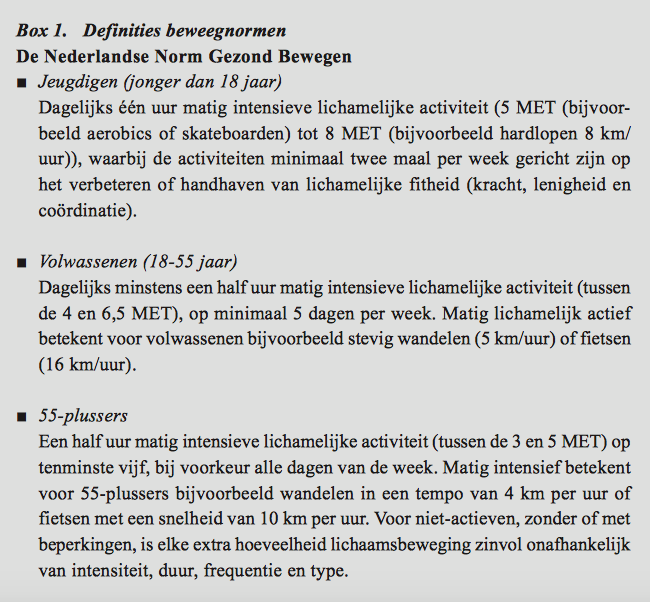 Box 1. Definities beweegnormen
De Nederlandse Norm Gezond Bewegen
■ Jeugdigen (jonger dan 18 jaar)
Dagelijks één uur matig intensieve lichamelijke activiteit (5 MET (bijvoor-
beeld aerobics of skateboarden) tot 8 MET (bijvoorbeeld hardlopen 8 km/
uur)), waarbij de activiteiten minimaal twee maal per week gericht zijn op
het verbeteren of handhaven van lichamelijke fitheid (kracht, lenigheid en
coördinatie).
■ Volwassenen (18-55 jaar)
Dagelijks minstens een half uur matig intensieve lichamelijke activiteit (tussen
de 4 en 6,5 MET), op minimaal 5 dagen per week. Matig lichamelijk actief
betekent voor volwassenen bijvoorbeeld stevig wandelen (5 km/uur) of fietsen
(16 km/uur).
■ 55-plussers
Een half uur matig intensieve lichamelijke activiteit (tussen de 3 en 5 MET) op
tenminste vijf, bij voorkeur alle dagen van de week. Matig intensief betekent
voor 55-plussers bijvoorbeeld wandelen in een tempo van 4 km per uur of
fietsen met een snelheid van 10 km per uur. Voor niet-actieven, zonder of met
beperkingen, is elke extra hoeveelheid lichaamsbeweging zinvol onafhankelijk
van intensiteit, duur, frequentie en type.